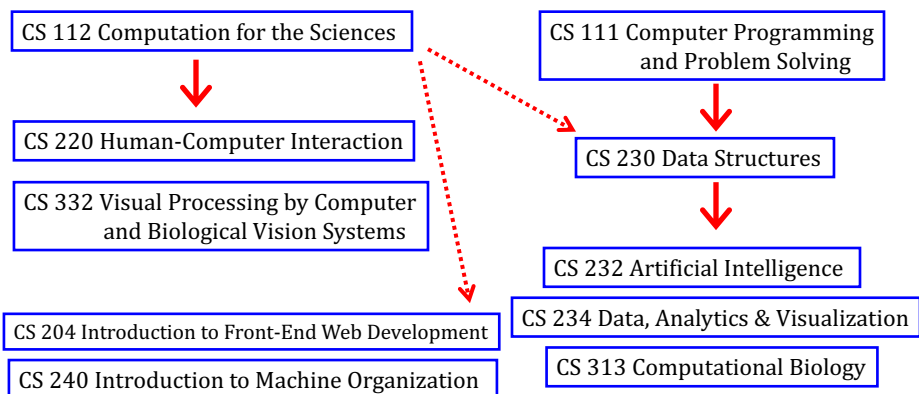 CS 112 Computation for the Sciences
CS 111 Computer Programming
and Problem Solving
CS 220 Human-Computer Interaction
CS 230 Data Structures
CS 332 Visual Processing by Computer
and Biological Vision Systems
CS 232 Artificial Intelligence
CS 204 Introduction to Front-End Web Development
CS 234 Data, Analytics & Visualization
CS 240 Introduction to Machine Organization
CS 313 Computational Biology